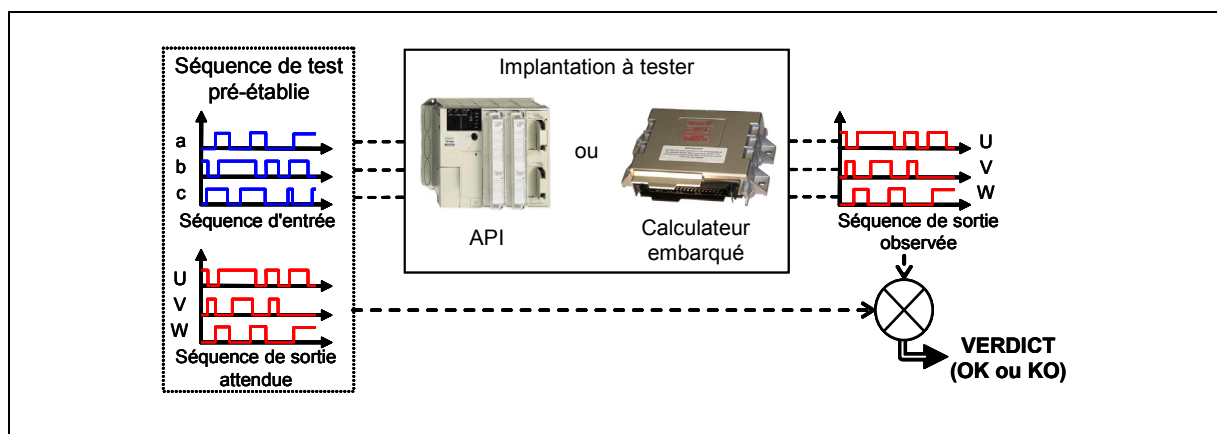 Séquence de test
pré-établie
a
b
c
Séquence d'entrée
U
V
W
Séquence de sortie
attendue
Implantation à tester
API
ou
Calculateur
embarqué
U
V
W
Séquence de sortie
observée
VERDICT
(OK ou KO)